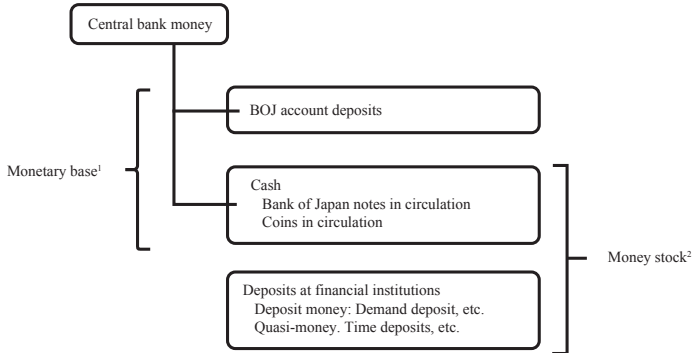 Central bank money
BOJ account deposits
Monetary base¹
Cash
Bank of Japan notes in circulation
Coins in circulation
Money stock²
Deposits at financial institutions
Deposit money: Demand deposit, etc.
Quasi-money. Time deposits, etc.